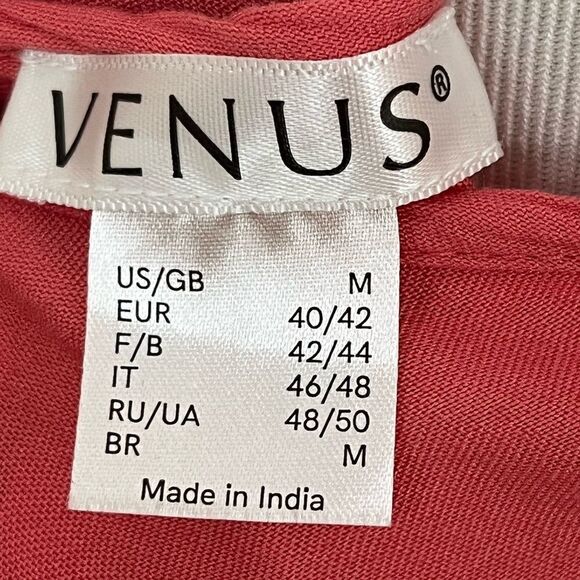 VENUS®
US/GB M
EUR 40/42
F/B 42/44
IT 46/48
RU/UA 48/50
BR M
Made in India